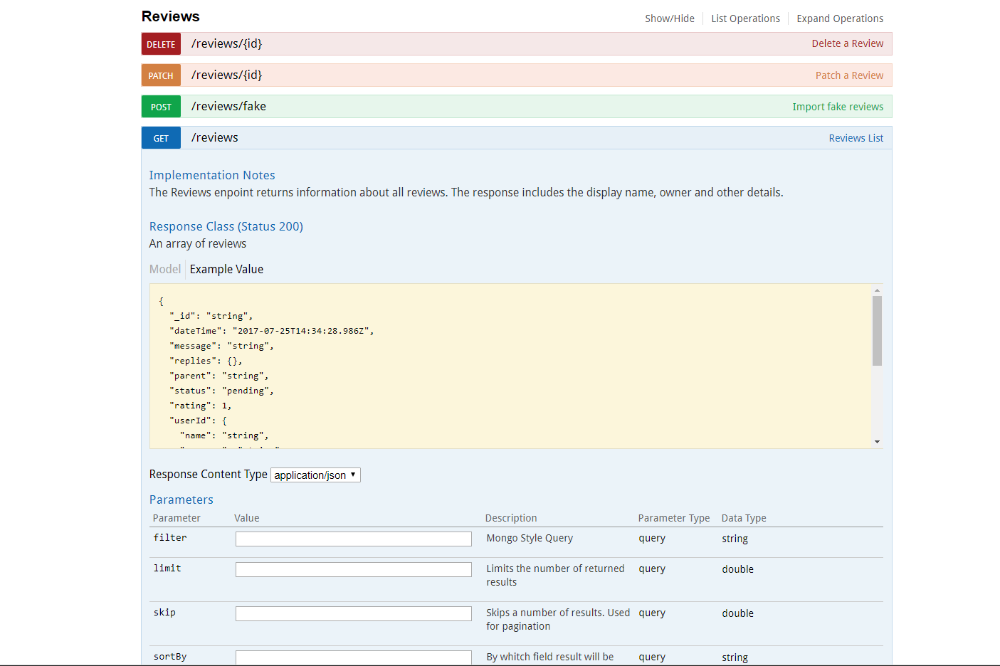 Reviews
Show/Hide List Operations Expand Operations
DELETE /reviews/{id} Delete a Review
PATCH /reviews/{id} Patch a Review
POST /reviews/fake Import fake reviews
GET /reviews Reviews List
Implementation Notes
The Reviews enpoint returns information about all reviews. The response includes the display name, owner and other details.
Response Class (Status 200)
An array of reviews
Model Example Value
{
"_id": "string",
"dateTime": "2017-07-25T14:34:28.986Z",
"message": "string",
"replies": {},
"parent": "string",
"status": "pending",
"rating": 1,
"userId": {
"name": "string",
Response Content Type application/json
Parameters
Parameter Value Description Parameter Type Data Type
filter Mongo Style Query query string
limit Limits the number of returned query double
results
skip Skips a number of results. Used query double
for pagination
sortBy By whitch field result will be query string